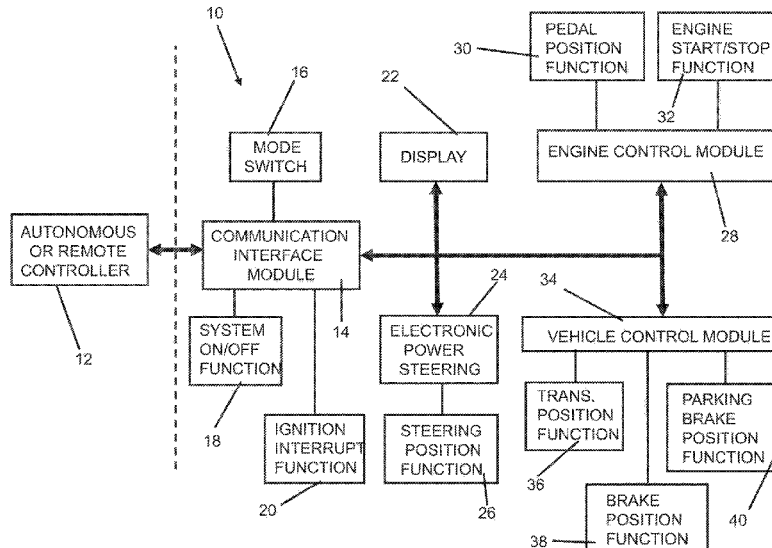 10
16
MODE
SWITCH
22
DISPLAY
30
PEDAL
POSITION
FUNCTION
ENGINE
START/STOP
FUNCTION
32
ENGINE CONTROL MODULE
28
AUTONOMOUS
OR REMOTE
CONTROLLER
12
COMMUNICATION
INTERFACE
MODULE
14
SYSTEM
ON/OFF
FUNCTION
18
IGNITION
INTERRUPT
FUNCTION
20
24
ELECTRONIC
POWER
STEERING
STEERING
POSITION
FUNCTION
26
34
VEHICLE CONTROL MODULE
TRANS.
POSITION
FUNCTION
36
PARKING
BRAKE
POSITION
FUNCTION
40
BRAKE
POSITION
FUNCTION
38